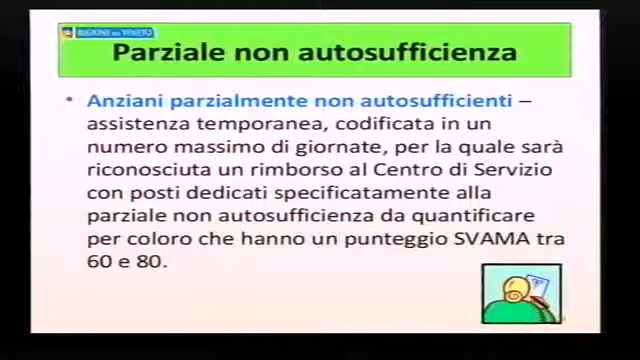 REGIONE DEL VENETO
Parziale non autosufficienza
• Anziani parzialmente non autosufficienti –
assistenza temporanea, codificata in un
numero massimo di giornate, per la quale sarà
riconosciuta un rimborso al Centro di Servizio
con posti dedicati specificatamente alla
parziale non autosufficienza da quantificare
per coloro che hanno un punteggio SVAMA tra
60 e 80.